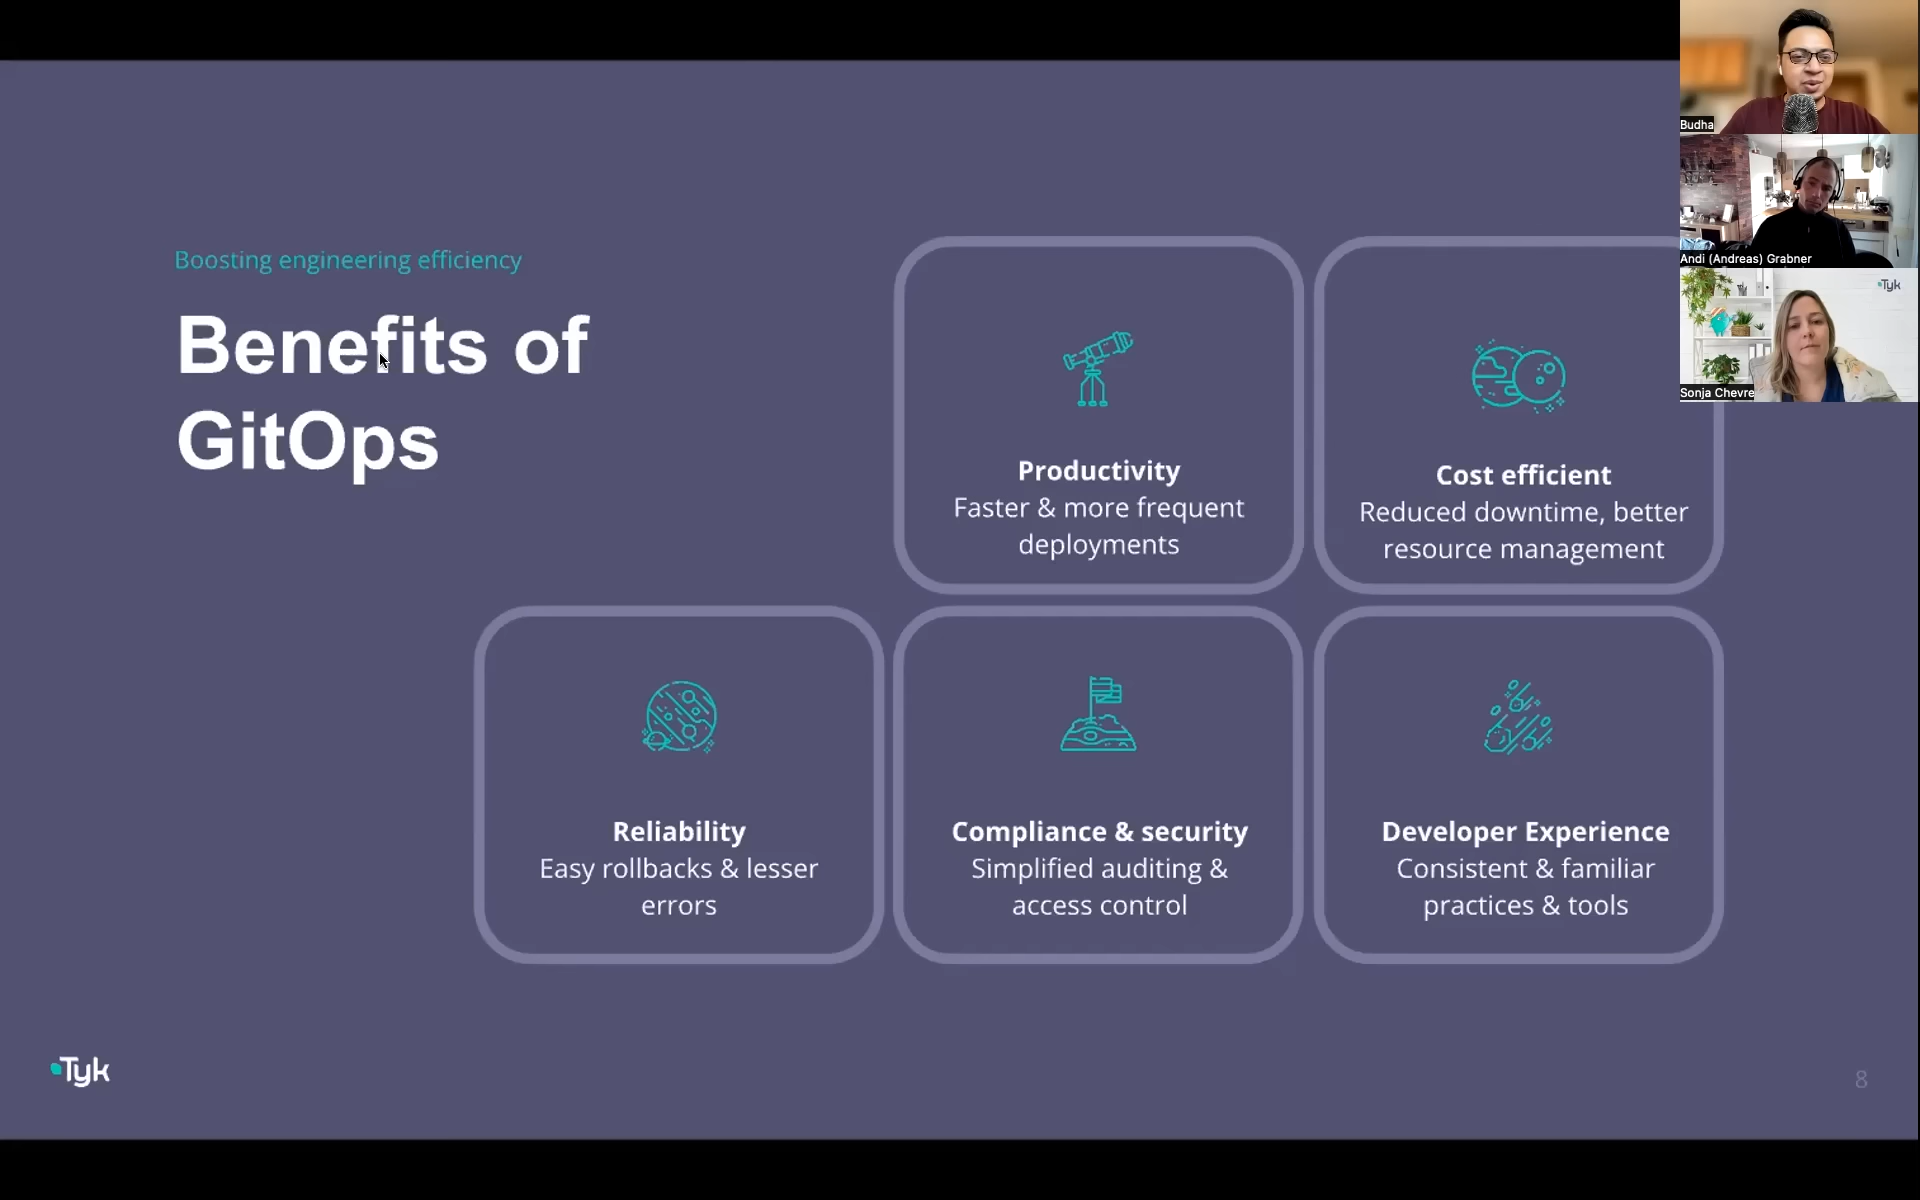 Boosting engineering efficiency
Benefits of
GitOps
Productivity
Faster & more frequent
deployments
Cost efficient
Reduced downtime, better
resource management
Reliability
Easy rollbacks & lesser
errors
Compliance & security
Simplified auditing &
access control
Developer Experience
Consistent & familiar
practices & tools
Tyk
8
Budha
Andi (Andreas) Grabner
Tyk
Sonja Chevre